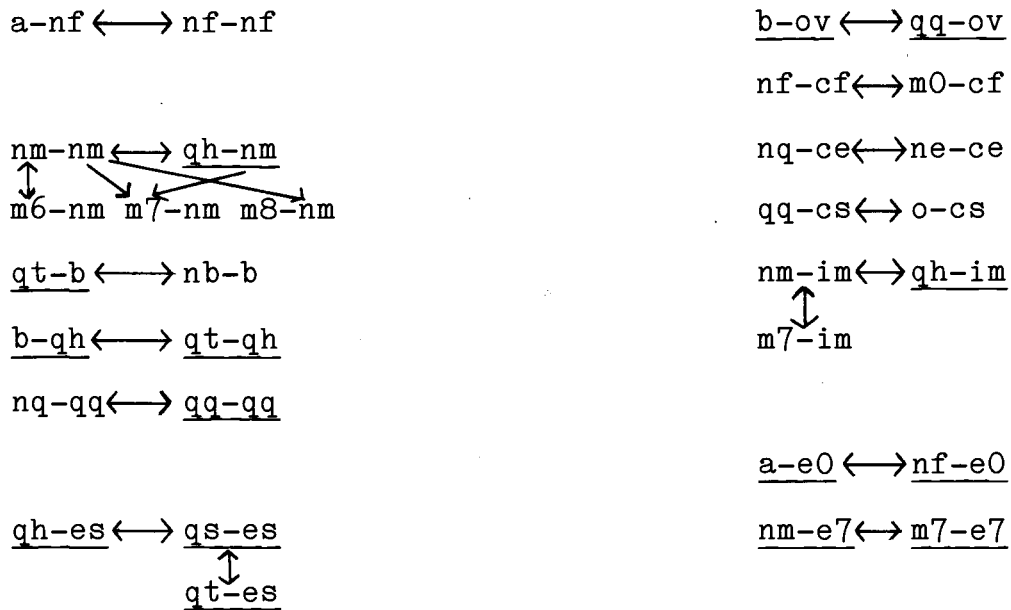 a-nf ⟷ nf-nf
nm-nm ⟷ qh-nm
m6-nm m7-nm m8-nm
qt-b ⟷ nb-b
b-qh ⟷ qt-qh
nq-qq ⟷ qq-qq
qh-es ⟷ qs-es
qt-es
b-ov ⟷ qq-ov
nf-cf ⟷ m0-cf
nq-ce ⟷ ne-ce
qq-cs ⟷ o-cs
nm-im ⟷ qh-im
m7-im
a-e0 ⟷ nf-e0
nm-e7 ⟷ m7-e7